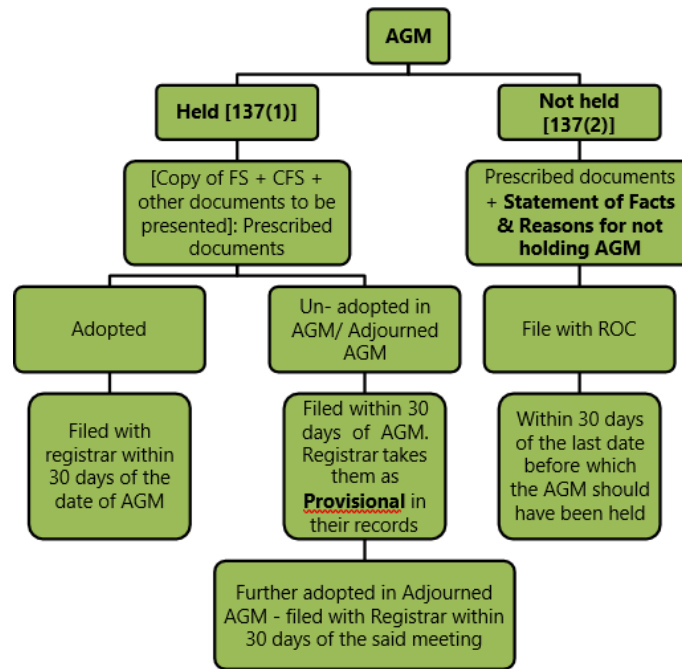 AGM
Held [137(1)]
Not held
[137(2)]
[Copy of FS + CFS +
other documents to be
presented]: Prescribed
documents
Prescribed documents
+ Statement of Facts
& Reasons for not
holding AGM
Adopted
Un- adopted in
AGM/ Adjourned
AGM
File with ROC
Filed with
registrar within
30 days of the
date of AGM
Filed within 30
days of AGM.
Registrar takes
them as
Provisional in
their records
Within 30 days
of the last date
before which
the AGM should
have been held
Further adopted in Adjourned
AGM - filed with Registrar within
30 days of the said meeting